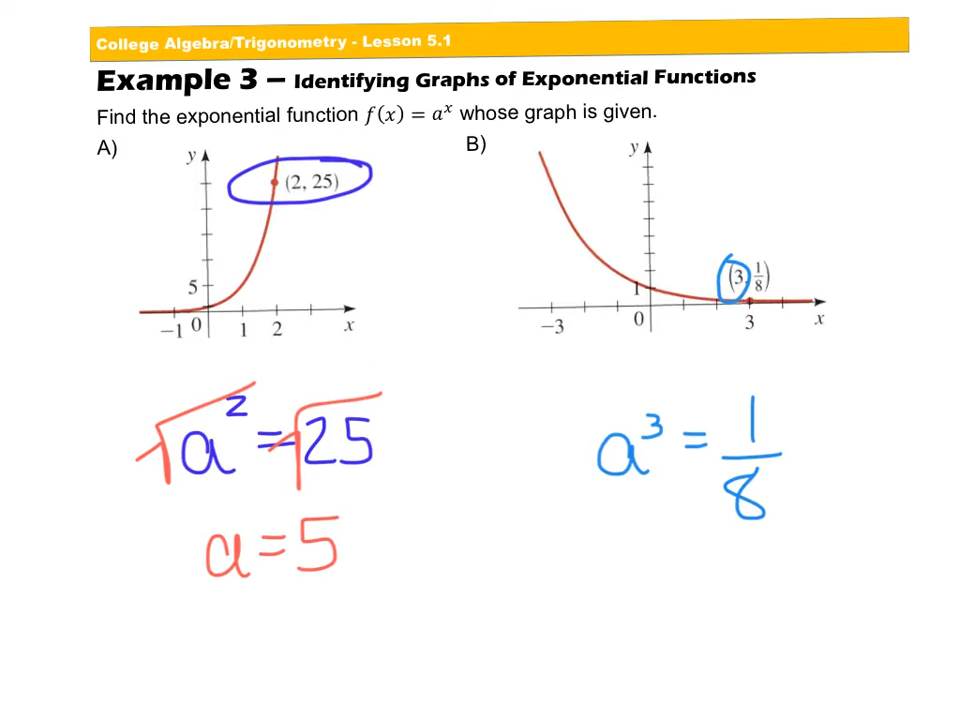 College Algebra/Trigonometry - Lesson 5.1
Example 3 – Identifying Graphs of Exponential Functions
Find the exponential function f(x) = aˣ whose graph is given.
A)
y
(2, 25)
5
−1 0 1 2 x
B)
y
(3, 1/8)
1
−3 0 3 x
√a² = √25
a = 5
a³ = 1/8